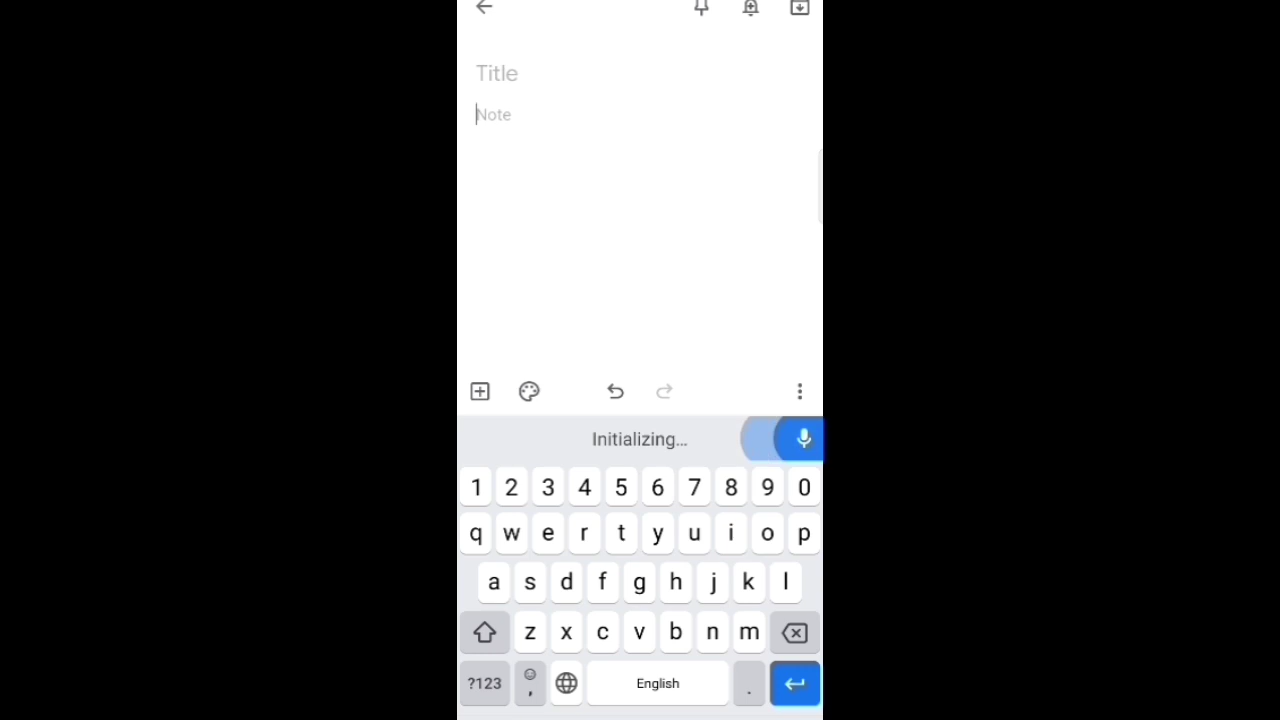 Title
Note
Initializing...
1 2 3 4 5 6 7 8 9 0
q w e r t y u i o p
a s d f g h j k l
z x c v b n m
?123 , English .